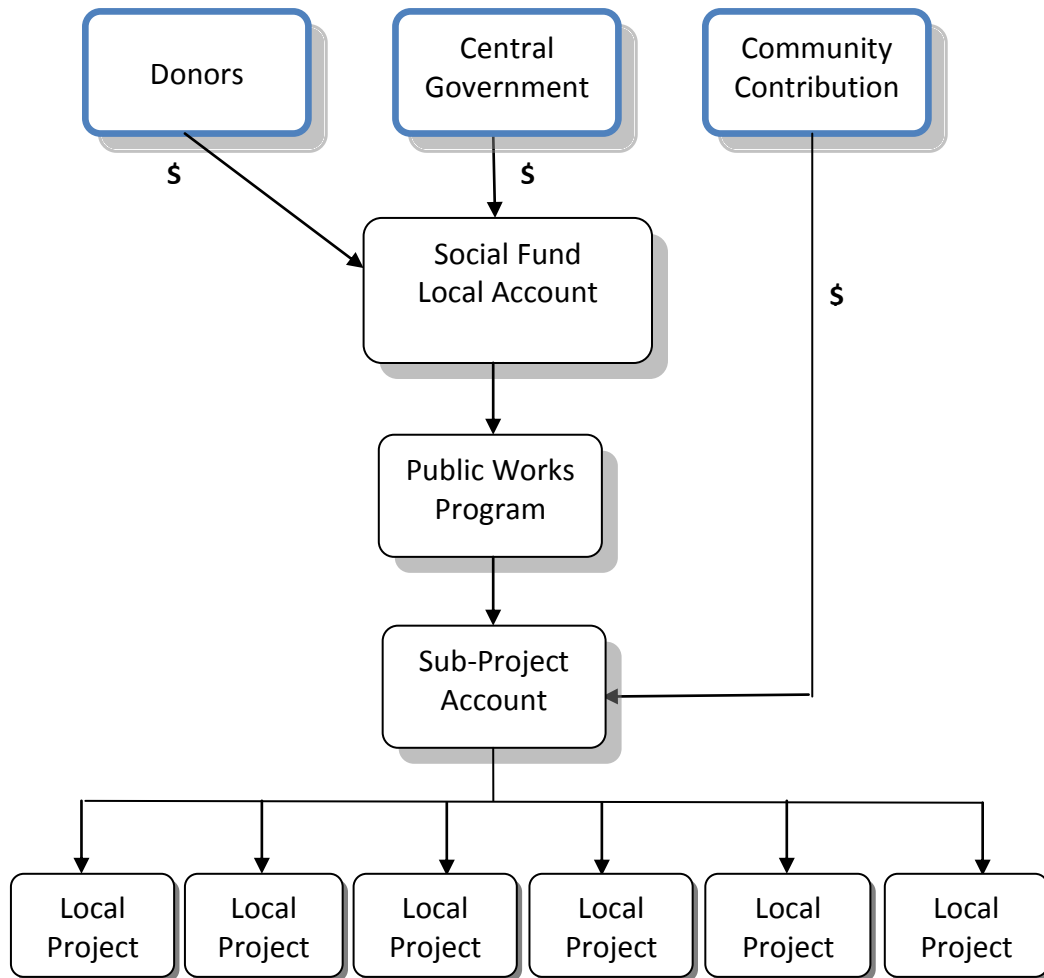 Donors
Central
Government
Community
Contribution
$
$
$
Social Fund
Local Account
Public Works
Program
Sub-Project
Account
Local
Project
Local
Project
Local
Project
Local
Project
Local
Project
Local
Project